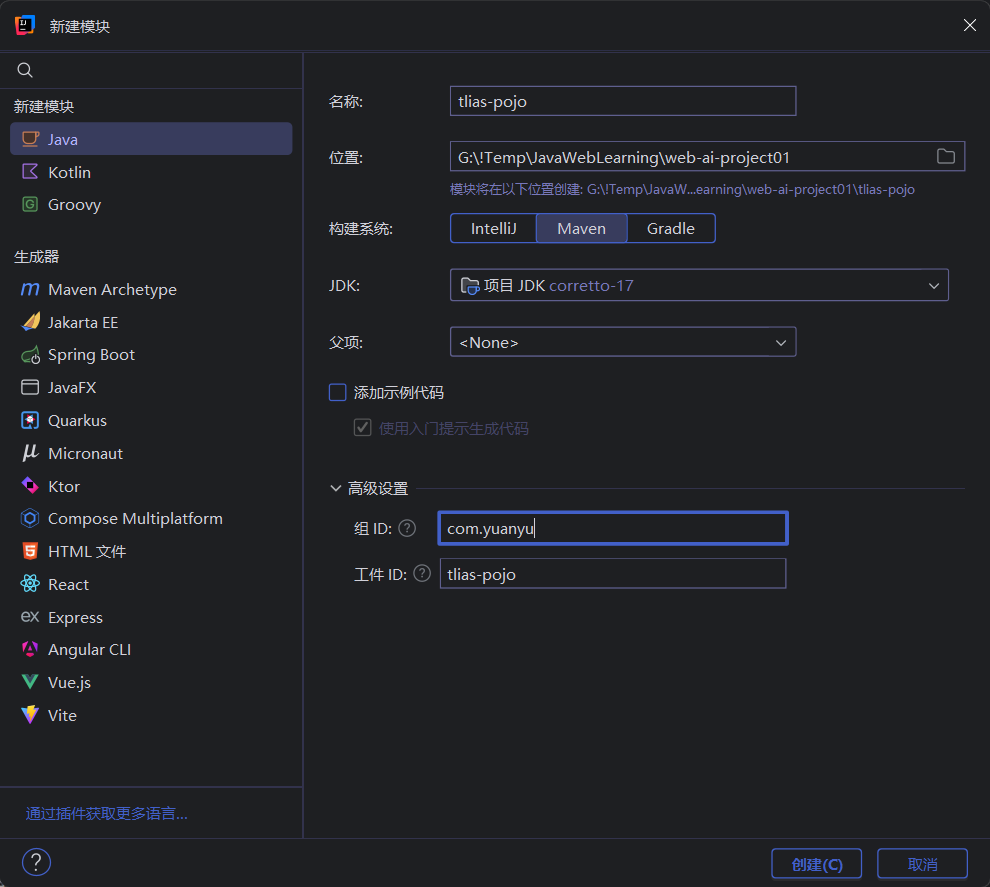 新建模块
新建模块
Java
Kotlin
Groovy
生成器
Maven Archetype
Jakarta EE
Spring Boot
JavaFX
Quarkus
Micronaut
Ktor
Compose Multiplatform
HTML 文件
React
Express
Angular CLI
Vue.js
Vite
通过插件获取更多语言...
名称: tlias-pojo
位置: G:\!Temp\JavaWebLearning\web-ai-project01
模块将在以下位置创建: G:\!Temp\JavaW...earning\web-ai-project01\tlias-pojo
构建系统: IntelliJ Maven Gradle
JDK: 项目 JDK corretto-17
父项: <None>
添加示例代码
使用入门提示生成代码
高级设置
组 ID: ? com.yuanyu
工件 ID: ? tlias-pojo
? 创建(C) 取消